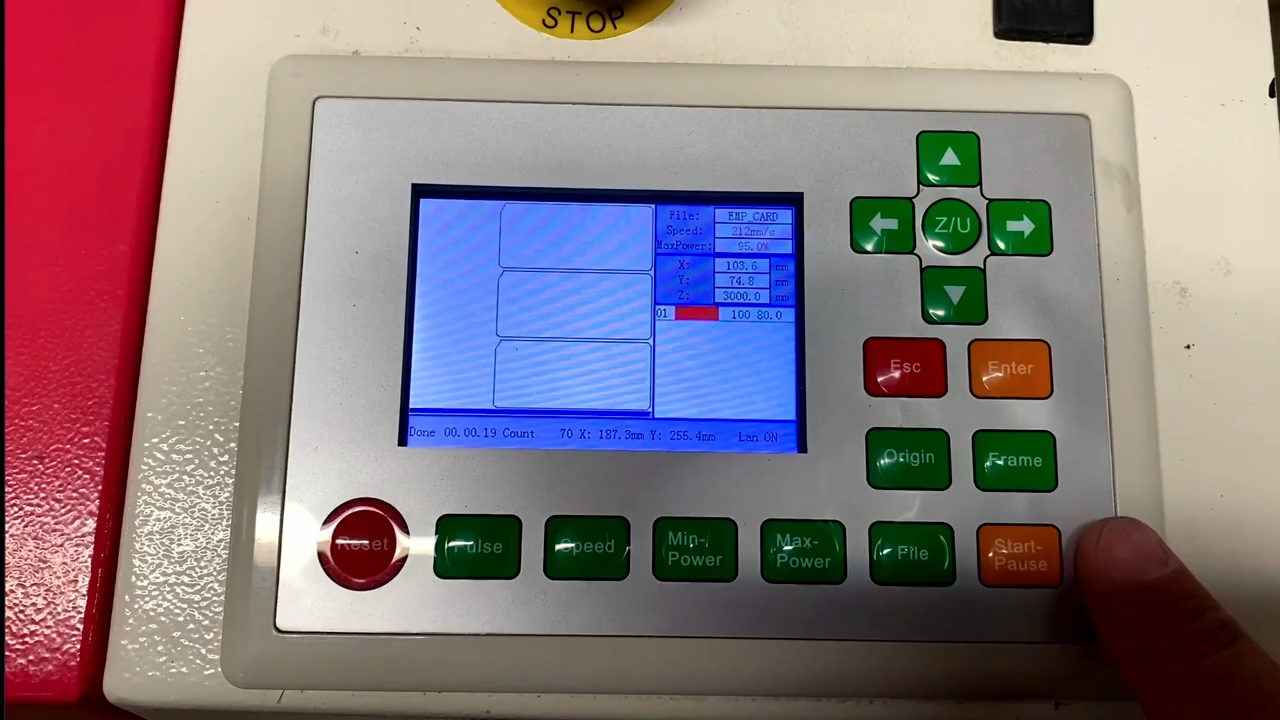 STOP
File: EMP_CARD
Speed: 212mm/s
MaxPower: 95.0%
X: 103.6 mm
Y: 74.8 mm
Z: 3000.0 mm
01 100 80.0
Done 00.00.19 Count 70 X: 187.3mm Y: 255.4mm Lan ON
Z/U
Esc
Enter
Origin
Frame
Reset
Pulse
Speed
Min-
Power
Max-
Power
File
Start-
Pause